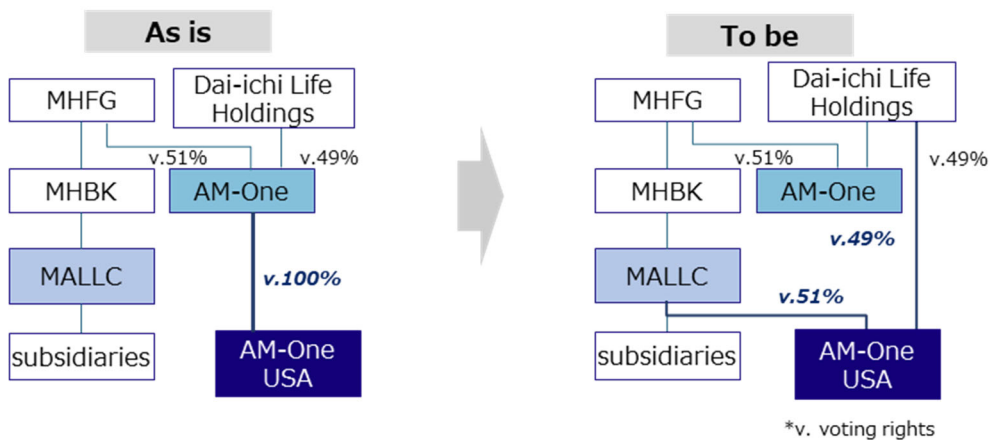 As is
MHFG
Dai-ichi Life
Holdings
v.51%
v.49%
MHBK
AM-One
MALLC
v.100%
subsidiaries
AM-One
USA
To be
MHFG
Dai-ichi Life
Holdings
v.51%
v.49%
MHBK
AM-One
v.49%
MALLC
v.51%
subsidiaries
AM-One
USA
*v. voting rights